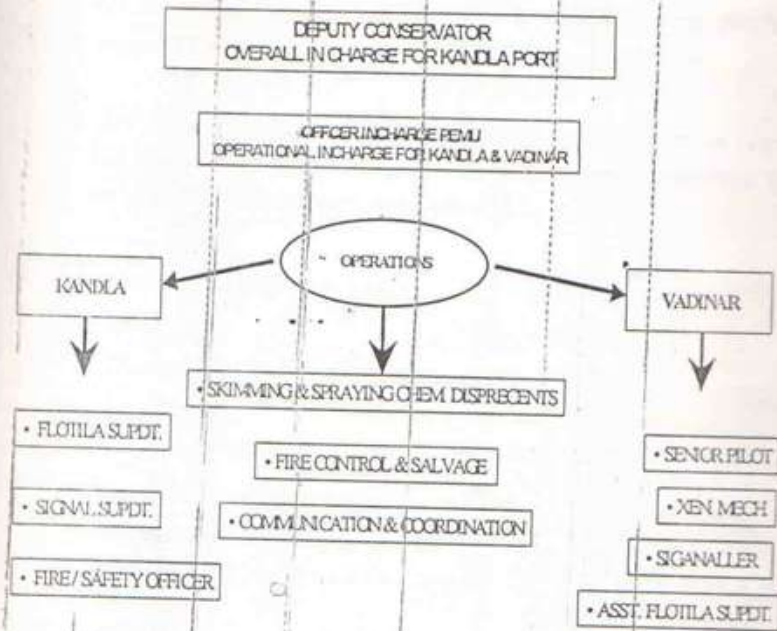 DEPUTY CONSERVATOR
OVERALL IN CHARGE FOR KANDLA PORT
OFFICER INCHARGE PEMU
OPERATIONAL INCHARGE FOR KANDLA & VADINAR
OPERATIONS
KANDLA
VADINAR
• SKIMMING & SPRAYING CHEM. DISPRECENTS
• FLOTILA SUPDT.
• FIRE CONTROL & SALVAGE
• SENIOR PILOT
• SIGNAL SUPDT.
• COMMUNICATION & COORDINATION
• XEN MECH
• SIGANALLER
• FIRE / SAFETY OFFICER
• ASST. FLOTILA SUPDT.